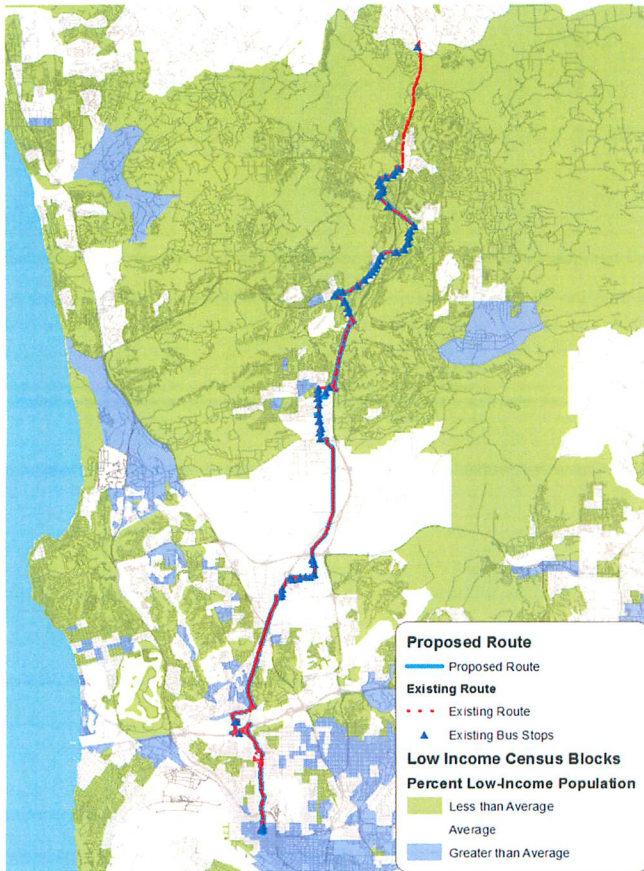 Proposed Route
Proposed Route
Existing Route
Existing Route
Existing Bus Stops
Low Income Census Blocks
Percent Low-Income Population
Less than Average
Average
Greater than Average